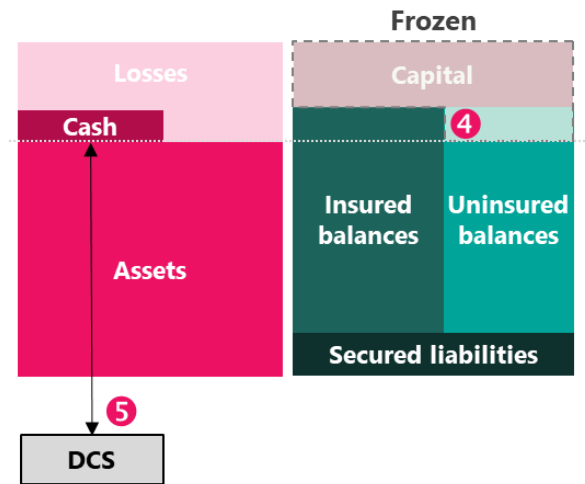 Frozen
Losses
Capital
Cash
4
Insured
balances
Uninsured
balances
Assets
Secured liabilities
5
DCS